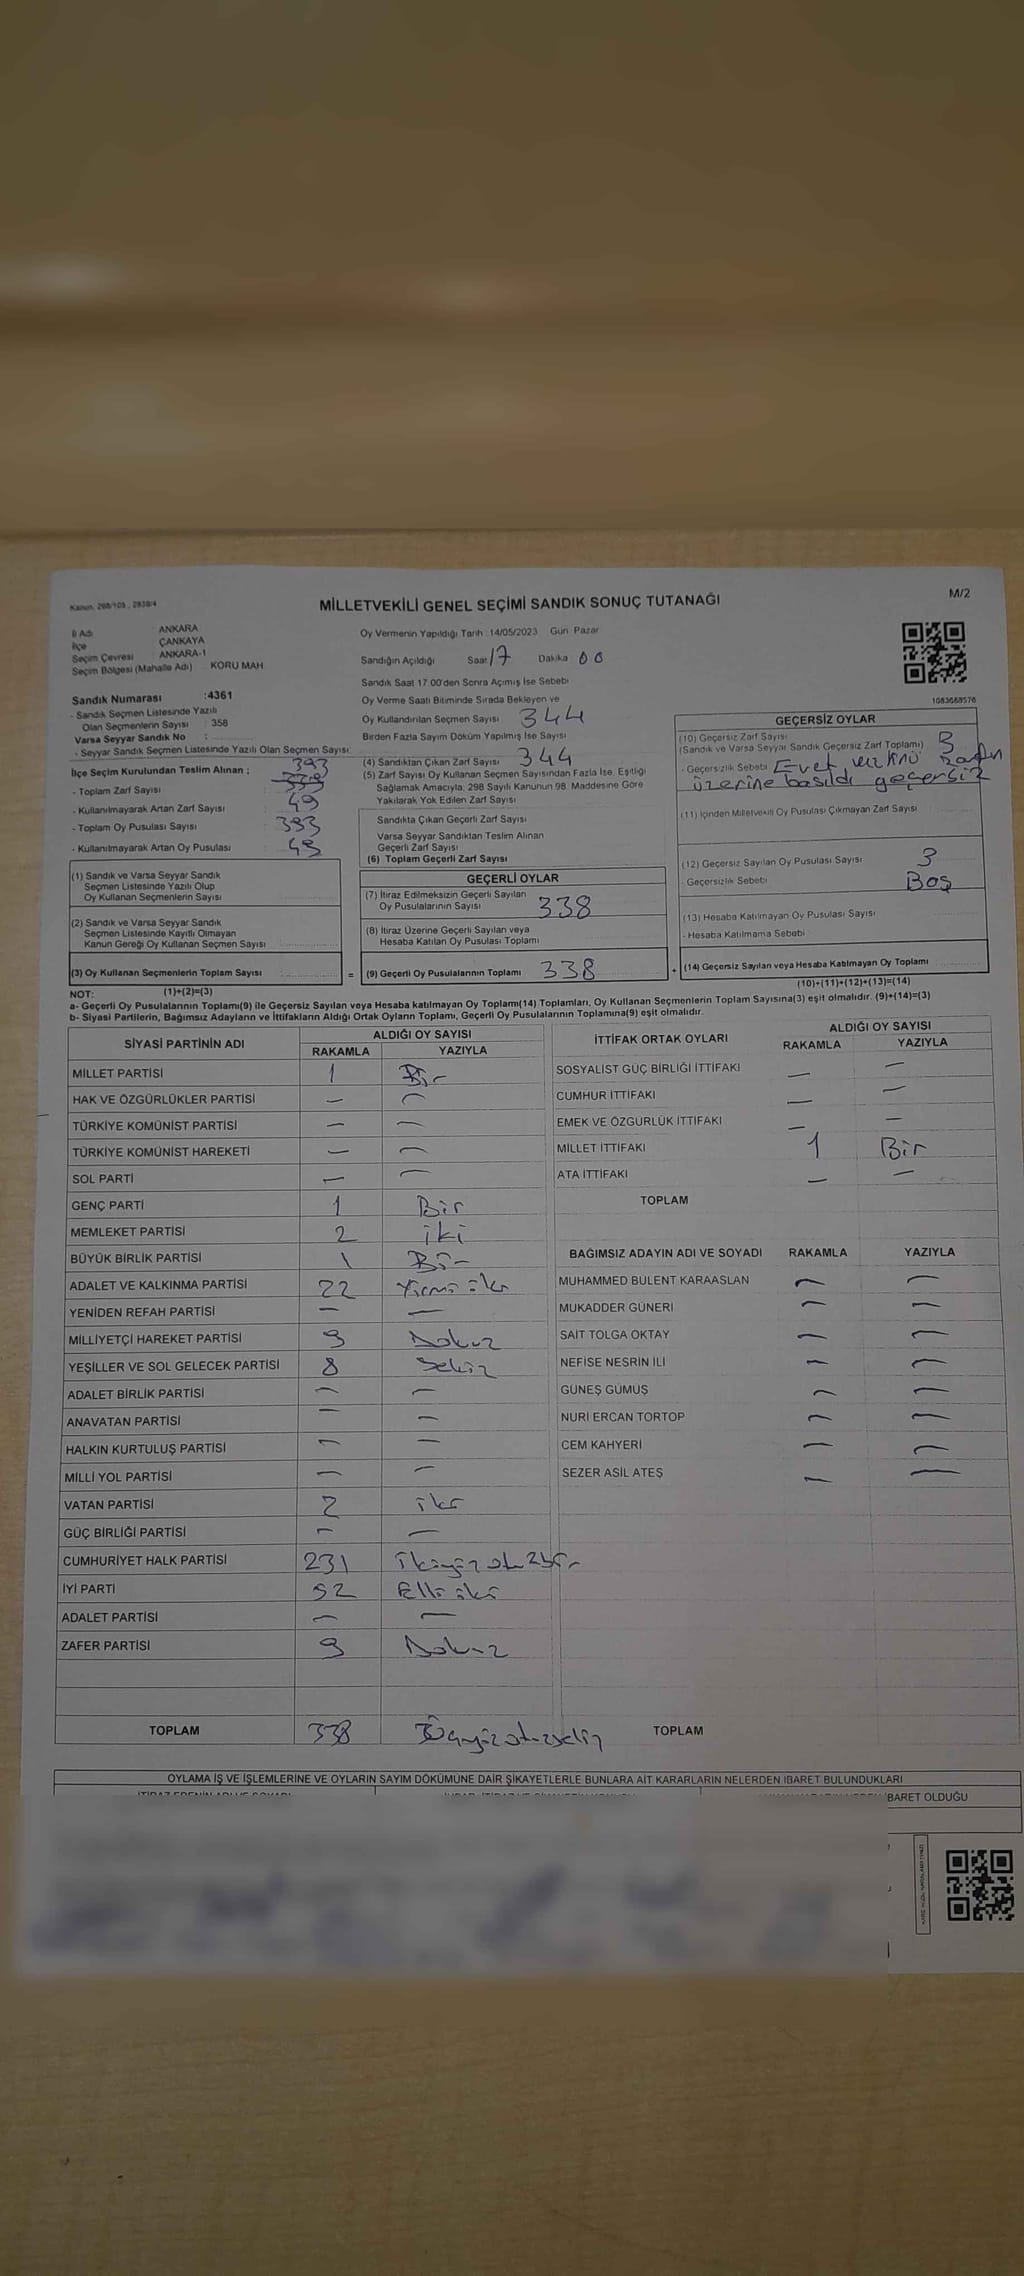 Kanun, 298/105 , 2839/4
MİLLETVEKİLİ GENEL SEÇİMİ SANDIK SONUÇ TUTANAĞI
M/2
İl Adı ANKARA
İlçe ÇANKAYA
Seçim Çevresi ANKARA-1
Seçim Bölgesi (Mahalle Adı) KORU MAH.
Oy Vermenin Yapıldığı Tarih : 14/05/2023 Gün: Pazar
Sandığın Açıldığı Saat 17 Dakika 00
Sandık Saat 17:00'den Sonra Açılmış İse Sebebi
Sandık Numarası :4361
- Sandık Seçmen Listesinde Yazılı
Olan Seçmenlerin Sayısı : 358
Varsa Seyyar Sandık No :
- Seyyar Sandık Seçmen Listesinde Yazılı Olan Seçmen Sayısı:
Oy Verme Saati Bitiminde Sırada Bekleyen ve
Oy Kullandırılan Seçmen Sayısı 344
Birden Fazla Sayım Döküm Yapılmış İse Sayısı
İlçe Seçim Kurulundan Teslim Alınan ; 393
- Toplam Zarf Sayısı
- Kullanılmayarak Artan Zarf Sayısı : 49
- Toplam Oy Pusulası Sayısı : 393
- Kullanılmayarak Artan Oy Pusulası : 49
(4) Sandıktan Çıkan Zarf Sayısı 344
(5) Zarf Sayısı Oy Kullanan Seçmen Sayısından Fazla İse, Eşitliği
Sağlamak Amacıyla, 298 Sayılı Kanunun 98. Maddesine Göre
Yakılarak Yok Edilen Zarf Sayısı
Sandıkta Çıkan Geçerli Zarf Sayısı
Varsa Seyyar Sandıktan Teslim Alınan
Geçerli Zarf Sayısı
(6) Toplam Geçerli Zarf Sayısı
1083668576
GEÇERSİZ OYLAR
(10) Geçersiz Zarf Sayısı
(Sandık ve Varsa Seyyar Sandık Geçersiz Zarf Toplamı) 3
- Geçersizlik Sebebi Evet mührü zarfın
üzerine basıldı geçersiz
(11) İçinden Milletvekili Oy Pusulası Çıkmayan Zarf Sayısı
(12) Geçersiz Sayılan Oy Pusulası Sayısı 3
- Geçersizlik Sebebi Boş
(13) Hesaba Katılmayan Oy Pusulası Sayısı
- Hesaba Katılmama Sebebi
(14) Geçersiz Sayılan veya Hesaba Katılmayan Oy Toplamı
(10)+(11)+(12)+(13)=(14)
(1) Sandık ve Varsa Seyyar Sandık
Seçmen Listesinde Yazılı Olup
Oy Kullanan Seçmenlerin Sayısı
(2) Sandık ve Varsa Seyyar Sandık
Seçmen Listesinde Kayıtlı Olmayan
Kanun Gereği Oy Kullanan Seçmen Sayısı
(3) Oy Kullanan Seçmenlerin Toplam Sayısı =
(1)+(2)=(3)
GEÇERLİ OYLAR
(7) İtiraz Edilmeksizin Geçerli Sayılan
Oy Pusulalarının Sayısı 338
(8) İtiraz Üzerine Geçerli Sayılan veya
Hesaba Katılan Oy Pusulası Toplamı
(9) Geçerli Oy Pusulalarının Toplamı 338 +
NOT:
a- Geçerli Oy Pusulalarının Toplamı(9) ile Geçersiz Sayılan veya Hesaba katılmayan Oy Toplam(14) Toplamları, Oy Kullanan Seçmenlerin Toplam Sayısına(3) eşit olmalıdır. (9)+(14)=(3)
b- Siyasi Partilerin, Bağımsız Adayların ve İttifakların Aldığı Ortak Oyların Toplamı, Geçerli Oy Pusulalarının Toplamına(9) eşit olmalıdır.
SİYASİ PARTİNİN ADI ALDIĞI OY SAYISI
RAKAMLA YAZIYLA
MİLLET PARTİSİ 1 Bir
HAK VE ÖZGÜRLÜKLER PARTİSİ — —
TÜRKİYE KOMÜNİST PARTİSİ — —
TÜRKİYE KOMÜNİST HAREKETİ — —
SOL PARTİ — —
GENÇ PARTİ 1 Bir
MEMLEKET PARTİSİ 2 iki
BÜYÜK BİRLİK PARTİSİ 1 Bir
ADALET VE KALKINMA PARTİSİ 22 Yirmi iki
YENİDEN REFAH PARTİSİ — —
MİLLİYETÇİ HAREKET PARTİSİ 9 Dokuz
YEŞİLLER VE SOL GELECEK PARTİSİ 8 Sekiz
ADALET BİRLİK PARTİSİ — —
ANAVATAN PARTİSİ — —
HALKIN KURTULUŞ PARTİSİ — —
MİLLİ YOL PARTİSİ — —
VATAN PARTİSİ 2 iki
GÜÇ BİRLİĞİ PARTİSİ — —
CUMHURİYET HALK PARTİSİ 231 ikiyüz otuzbir
İYİ PARTİ 52 Elli iki
ADALET PARTİSİ — —
ZAFER PARTİSİ 9 Dokuz
TOPLAM 338 Üçyüz otuzsekiz
İTTİFAK ORTAK OYLARI ALDIĞI OY SAYISI
RAKAMLA YAZIYLA
SOSYALİST GÜÇ BİRLİĞİ İTTİFAKI — —
CUMHUR İTTİFAKI — —
EMEK VE ÖZGÜRLÜK İTTİFAKI — —
MİLLET İTTİFAKI 1 Bir
ATA İTTİFAKI — —
TOPLAM
BAĞIMSIZ ADAYIN ADI VE SOYADI RAKAMLA YAZIYLA
MUHAMMED BÜLENT KARAASLAN — —
MUKADDER GÜNERİ — —
SAİT TOLGA OKTAY — —
NEFİSE NESRİN İLİ — —
GÜNEŞ GÜMÜŞ — —
NURİ ERCAN TORTOP — —
CEM KAHYERİ — —
SEZER ASİL ATEŞ — —
TOPLAM
OYLAMA İŞ VE İŞLEMLERİNE VE OYLARIN SAYIM DÖKÜMÜNE DAİR ŞİKAYETLERLE BUNLARA AİT KARARLARIN NELERDEN İBARET BULUNDUKLARI
İBARET OLDUĞU